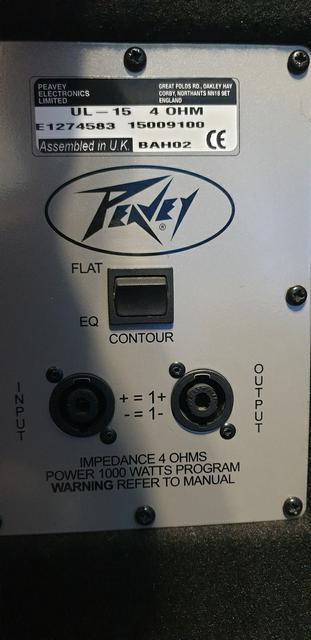 PEAVEY
ELECTRONICS
LIMITED
GREAT FOLDS RD., OAKLEY HAY
CORBY, NORTHANTS NN18 9ET
ENGLAND
UL-15 4 OHM
E1274583 15009100
Assembled in U.K. BAH02 CE
PEAVEY ®
FLAT
EQ
CONTOUR
INPUT
+ = 1+
- = 1-
OUTPUT
IMPEDANCE 4 OHMS
POWER 1000 WATTS PROGRAM
WARNING REFER TO MANUAL